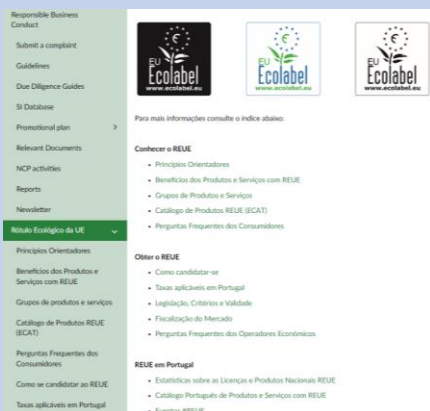 Responsible Business
Conduct
Submit a complaint
Guidelines
Due Diligence Guides
SI Database
Promotional plan
Relevant Documents
NCP activities
Reports
Newsletter
Rótulo Ecológico da UE
Princípios Orientadores
Benefícios dos Produtos e
Serviços com REUE
Grupos de produtos e serviços
Catálogo de Produtos REUE
(ECAT)
Perguntas Frequentes dos
Consumidores
Como se candidatar ao REUE
Taxas aplicáveis em Portugal
EU
Ecolabel
www.ecolabel.eu
EU
Ecolabel
www.ecolabel.eu
EU
Ecolabel
www.ecolabel.eu
Para mais informações consulte o índice abaixo:
Conhecer o REUE
• Princípios Orientadores
• Benefícios dos Produtos e Serviços com REUE
• Grupos de Produtos e Serviços
• Catálogo de Produtos REUE (ECAT)
• Perguntas Frequentes dos Consumidores
Obter o REUE
• Como candidatar-se
• Taxas aplicáveis em Portugal
• Legislação, Critérios e Validade
• Fiscalização do Mercado
• Perguntas Frequentes dos Operadores Económicos
REUE em Portugal
• Estatísticas sobre as Licenças e Produtos Nacionais REUE
• Catálogo Português de Produtos e Serviços com REUE
• Eventos #REUE